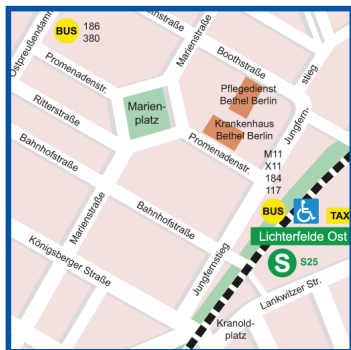 Ostpreußendamm
BUS
186
380
Marienstraße
Boothstraße
Promenadenstr.
Jungfern-
stieg
Pflegedienst
Bethel Berlin
Ritterstraße
Marien-
platz
Krankenhaus
Bethel Berlin
Promenadenstr.
Bahnhofstraße
M11
X11
184
117
BUS
TAX
Marienstraße
Bahnhofstraße
Lichterfelde Ost
Königsberger Straße
Jungfernstieg
S
S25
Lankwitzer Str.
Kranold-
platz